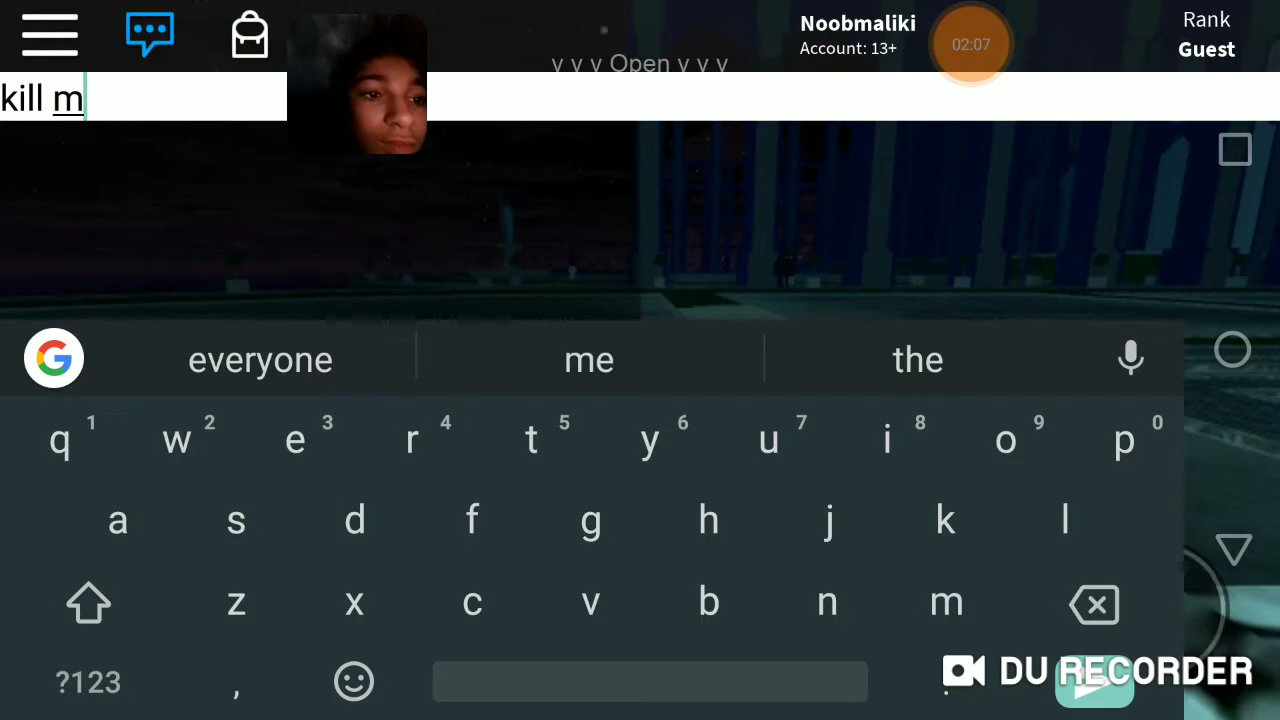 Noobmaliki
Account: 13+
02:07
Rank
Guest
v v v Open v v v
kill m
G
everyone
me
the
q 1 w 2 e 3 r 4 t 5 y 6 u 7 i 8 o 9 p 0
a s d f g h j k l
z x c v b n m
?123 , .
DU RECORDER